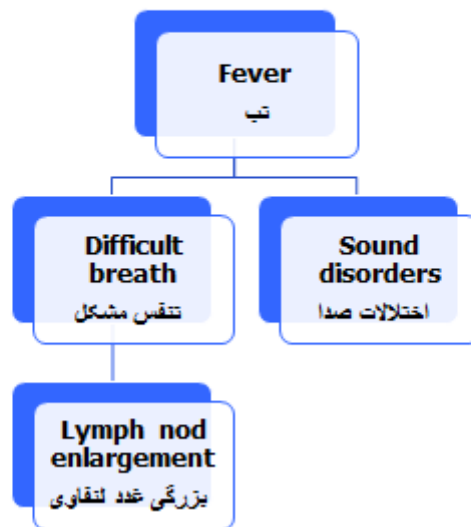 Fever
تب
Difficult
breath
تنفس مشکل
Sound
disorders
اختلالات صدا
Lymph nod
enlargement
بزرگی غدد لنفاوی